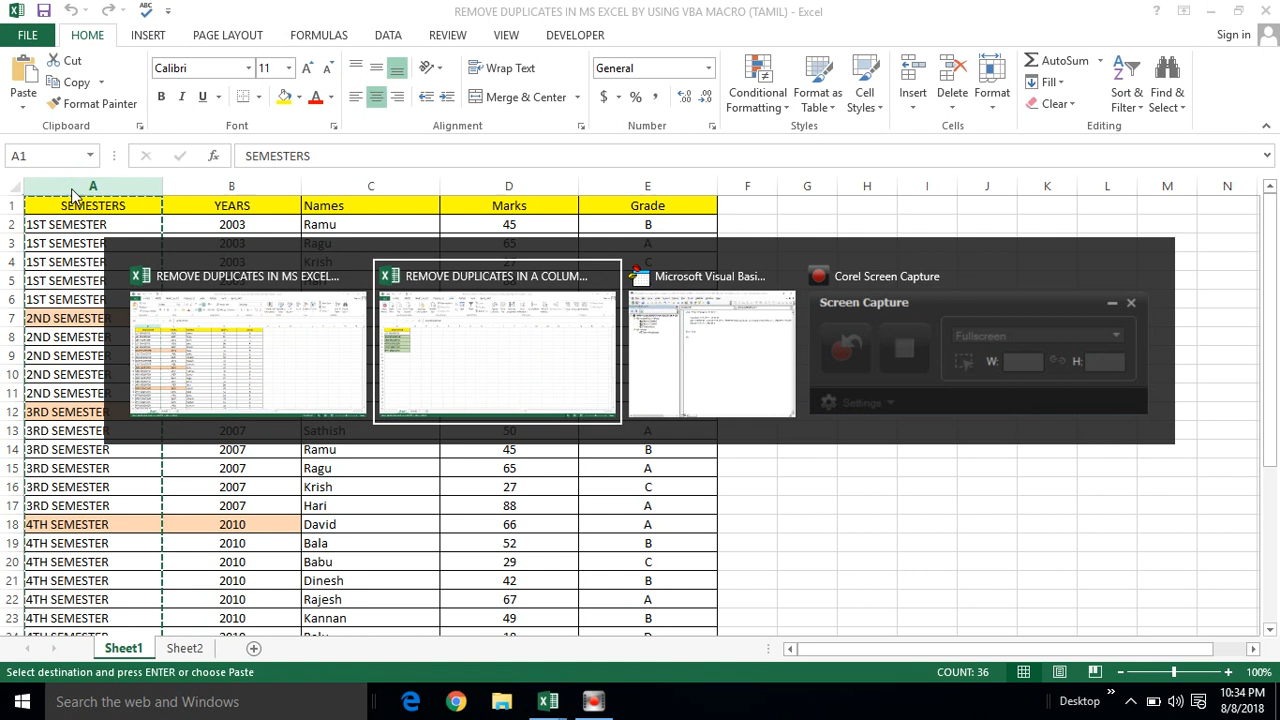 REMOVE DUPLICATES IN MS EXCEL BY USING VBA MACRO (TAMIL) - Excel
FILE HOME INSERT PAGE LAYOUT FORMULAS DATA REVIEW VIEW DEVELOPER Sign in
Cut
Copy
Format Painter
Paste
Clipboard
Calibri 11
B I U
Font
Wrap Text
Merge & Center
Alignment
General
$ % ,
Number
Conditional Formatting
Format as Table
Cell Styles
Styles
Insert Delete Format
Cells
AutoSum
Fill
Clear
Sort & Filter
Find & Select
Editing
A1 SEMESTERS
A B C D E F G H I J K L M N
1 SEMESTERS YEARS Names Marks Grade
2 1ST SEMESTER 2003 Ramu 45 B
3 1ST SEMESTER 2003 Ragu 65 A
4 1ST SEMESTER 2003 Krish 27 C
5 1ST SEM
6 1ST SEM
7 2ND SEMESTER
8 2ND SEM
9 2ND SEM
10 2ND SEM
11 2ND SEM
12 3RD SEMESTER
REMOVE DUPLICATES IN MS EXCEL...
REMOVE DUPLICATES IN A COLUM...
Microsoft Visual Basi...
Corel Screen Capture
Screen Capture
Fullscreen
W: H:
Settings
13 3RD SEMESTER 2007 Sathish 50 A
14 3RD SEMESTER 2007 Ramu 45 B
15 3RD SEMESTER 2007 Ragu 65 A
16 3RD SEMESTER 2007 Krish 27 C
17 3RD SEMESTER 2007 Hari 88 A
18 4TH SEMESTER 2010 David 66 A
19 4TH SEMESTER 2010 Bala 52 B
20 4TH SEMESTER 2010 Babu 29 C
21 4TH SEMESTER 2010 Dinesh 42 B
22 4TH SEMESTER 2010 Rajesh 67 A
23 4TH SEMESTER 2010 Kannan 49 B
Sheet1 Sheet2
Select destination and press ENTER or choose Paste COUNT: 36 100%
Search the web and Windows
Desktop
10:34 PM
8/8/2018